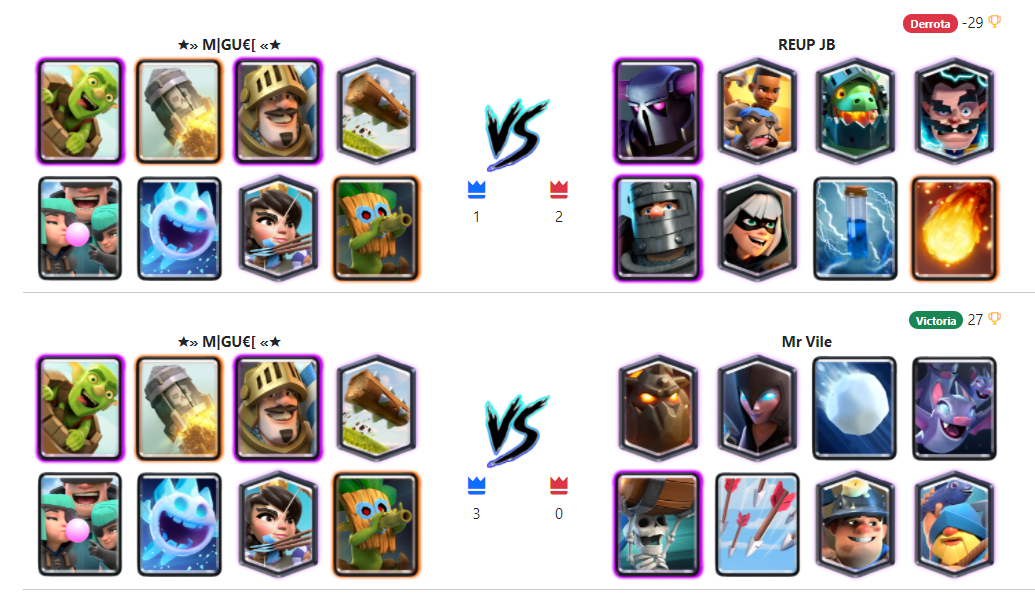 Derrota -29
★» M|GU€[ «★
REUP JB
VS
1
2
Victoria 27
★» M|GU€[ «★
Mr Vile
VS
3
0